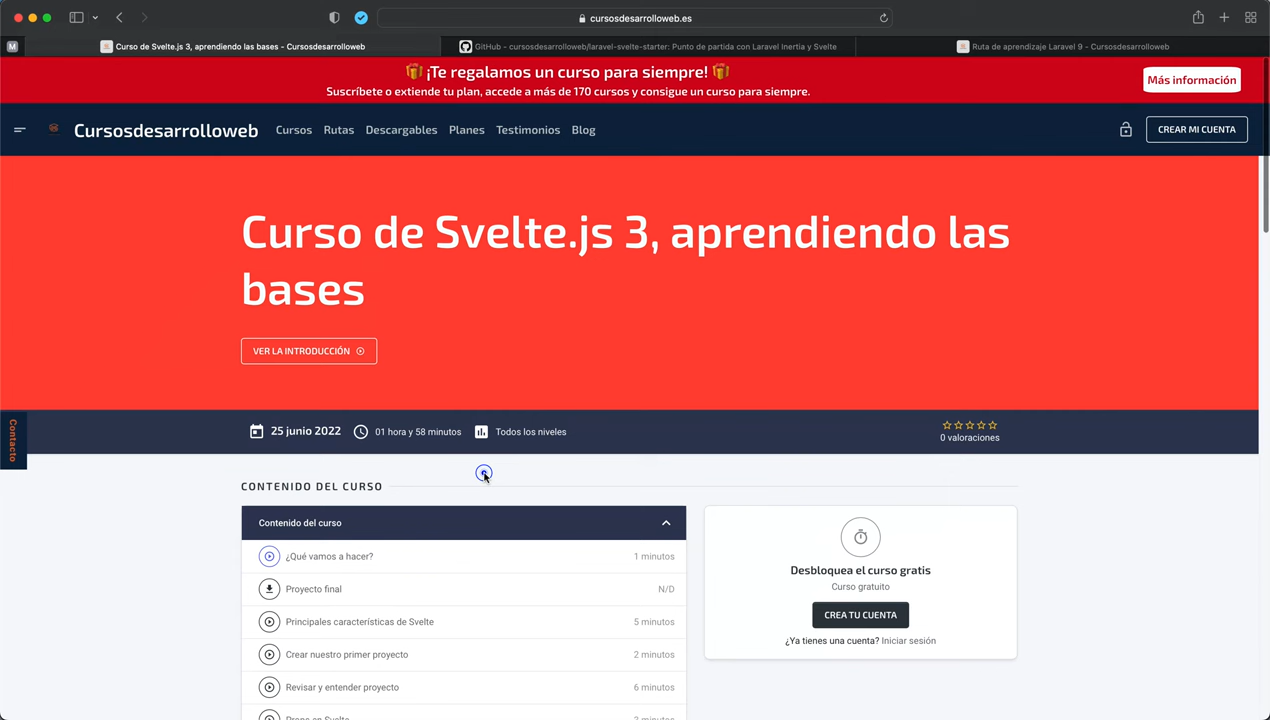 cursosdesarrolloweb.es
M
Curso de Svelte.js 3, aprendiendo las bases - Cursosdesarrolloweb
GitHub - cursosdesarrolloweb/laravel-svelte-starter: Punto de partida con Laravel Inertia y Svelte
Ruta de aprendizaje Laravel 9 - Cursosdesarrolloweb
🎁 ¡Te regalamos un curso para siempre! 🎁
Suscríbete o extiende tu plan, accede a más de 170 cursos y consigue un curso para siempre.
Más información
Cursosdesarrolloweb
Cursos
Rutas
Descargables
Planes
Testimonios
Blog
CREAR MI CUENTA
Curso de Svelte.js 3, aprendiendo las
bases
VER LA INTRODUCCIÓN
Contacto
25 junio 2022
01 hora y 58 minutos
Todos los niveles
0 valoraciones
CONTENIDO DEL CURSO
Contenido del curso
¿Qué vamos a hacer? 1 minutos
Proyecto final N/D
Principales características de Svelte 5 minutos
Crear nuestro primer proyecto 2 minutos
Revisar y entender proyecto 6 minutos
Props en Svelte 3 minutos
Desbloquea el curso gratis
Curso gratuito
CREA TU CUENTA
¿Ya tienes una cuenta? Iniciar sesión